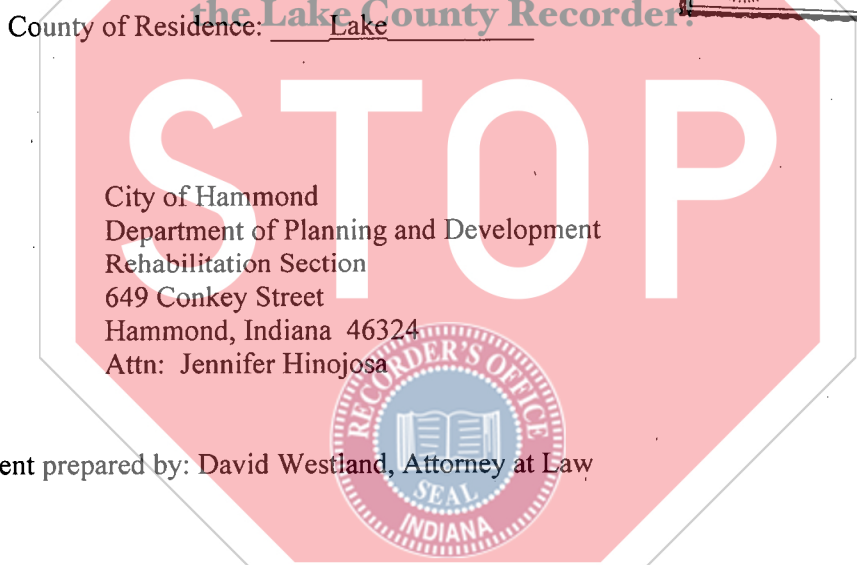 the Lake County Recorder!
County of Residence: Lake
STOP
City of Hammond
Department of Planning and Development
Rehabilitation Section
649 Conkey Street
Hammond, Indiana 46324
Attn: Jennifer Hinojosa
RECORDER'S OFFICE
ent prepared by: David Westland, Attorney at Law
SEAL
INDIANA